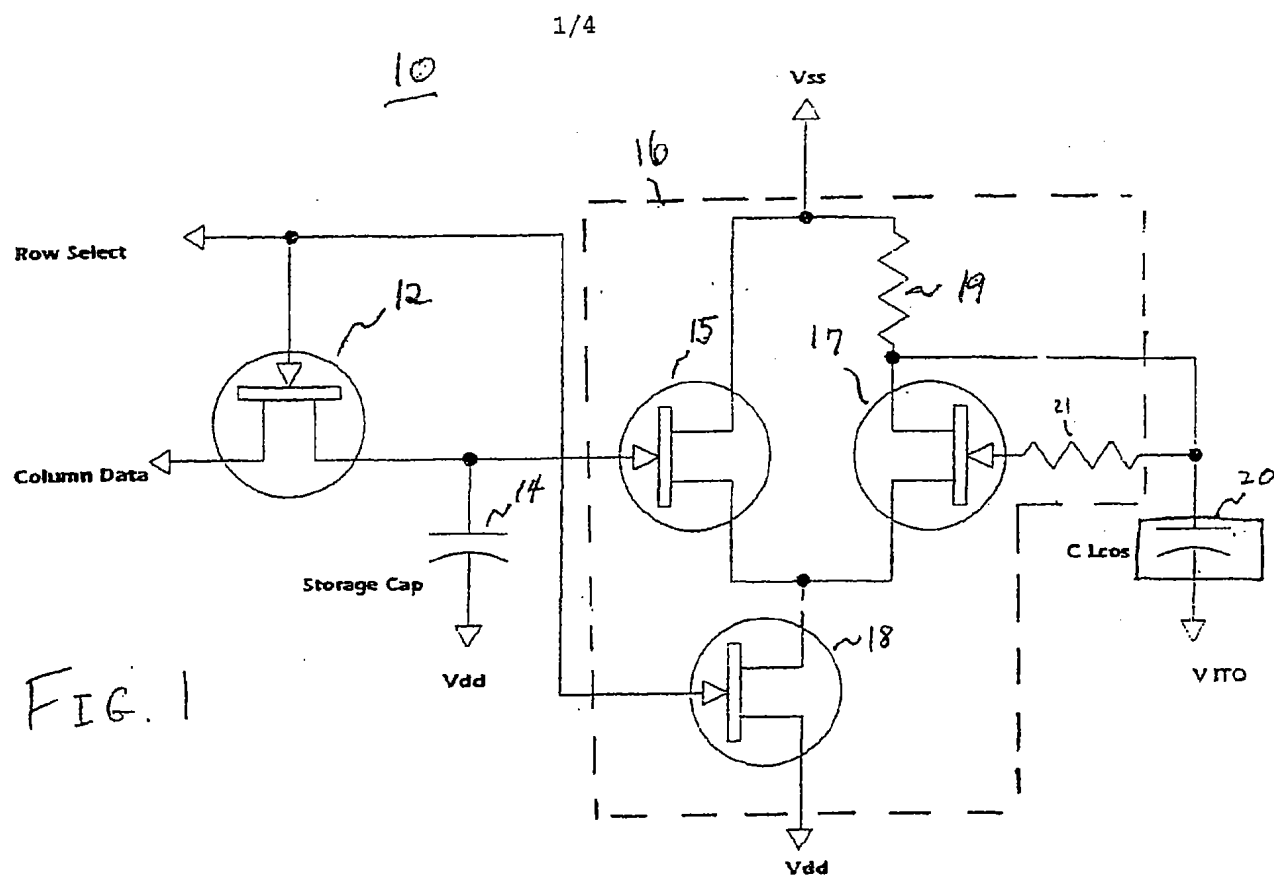 1/4
10
Vss
16
Row Select
12
19
15
17
21
Column Data
14
20
C Lcos
Storage Cap
18
Vdd
V ITO
FIG. 1
Vdd